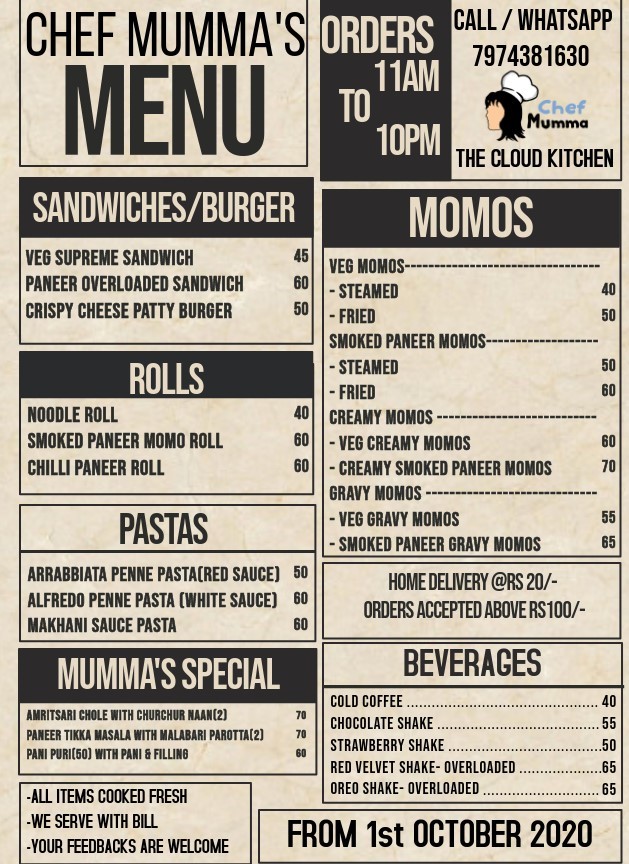 CHEF MUMMA'S
MENU
ORDERS
11AM
TO
10PM
CALL / WHATSAPP
7974381630
Chef
Mumma
THE CLOUD KITCHEN
SANDWICHES/BURGER
VEG SUPREME SANDWICH 45
PANEER OVERLOADED SANDWICH 60
CRISPY CHEESE PATTY BURGER 50
ROLLS
NOODLE ROLL 40
SMOKED PANEER MOMO ROLL 60
CHILLI PANEER ROLL 60
PASTAS
ARRABBIATA PENNE PASTA(RED SAUCE) 50
ALFREDO PENNE PASTA (WHITE SAUCE) 60
MAKHANI SAUCE PASTA 60
MUMMA'S SPECIAL
AMRITSARI CHOLE WITH CHURCHUR NAAN(2) 70
PANEER TIKKA MASALA WITH MALABARI PAROTTA(2) 70
PANI PURI(50) WITH PANI & FILLING 60
-ALL ITEMS COOKED FRESH
-WE SERVE WITH BILL
-YOUR FEEDBACKS ARE WELCOME
MOMOS
VEG MOMOS---------------------------------
- STEAMED 40
- FRIED 50
SMOKED PANEER MOMOS-------------------
- STEAMED 50
- FRIED 60
CREAMY MOMOS ---------------------------
- VEG CREAMY MOMOS 60
- CREAMY SMOKED PANEER MOMOS 70
GRAVY MOMOS -----------------------------
- VEG GRAVY MOMOS 55
- SMOKED PANEER GRAVY MOMOS 65
HOME DELIVERY @RS 20/-
ORDERS ACCEPTED ABOVE RS100/-
BEVERAGES
COLD COFFEE ........................................ 40
CHOCOLATE SHAKE .................................. 55
STRAWBERRY SHAKE ...............................50
RED VELVET SHAKE- OVERLOADED .................65
OREO SHAKE- OVERLOADED ........................ 65
FROM 1st OCTOBER 2020